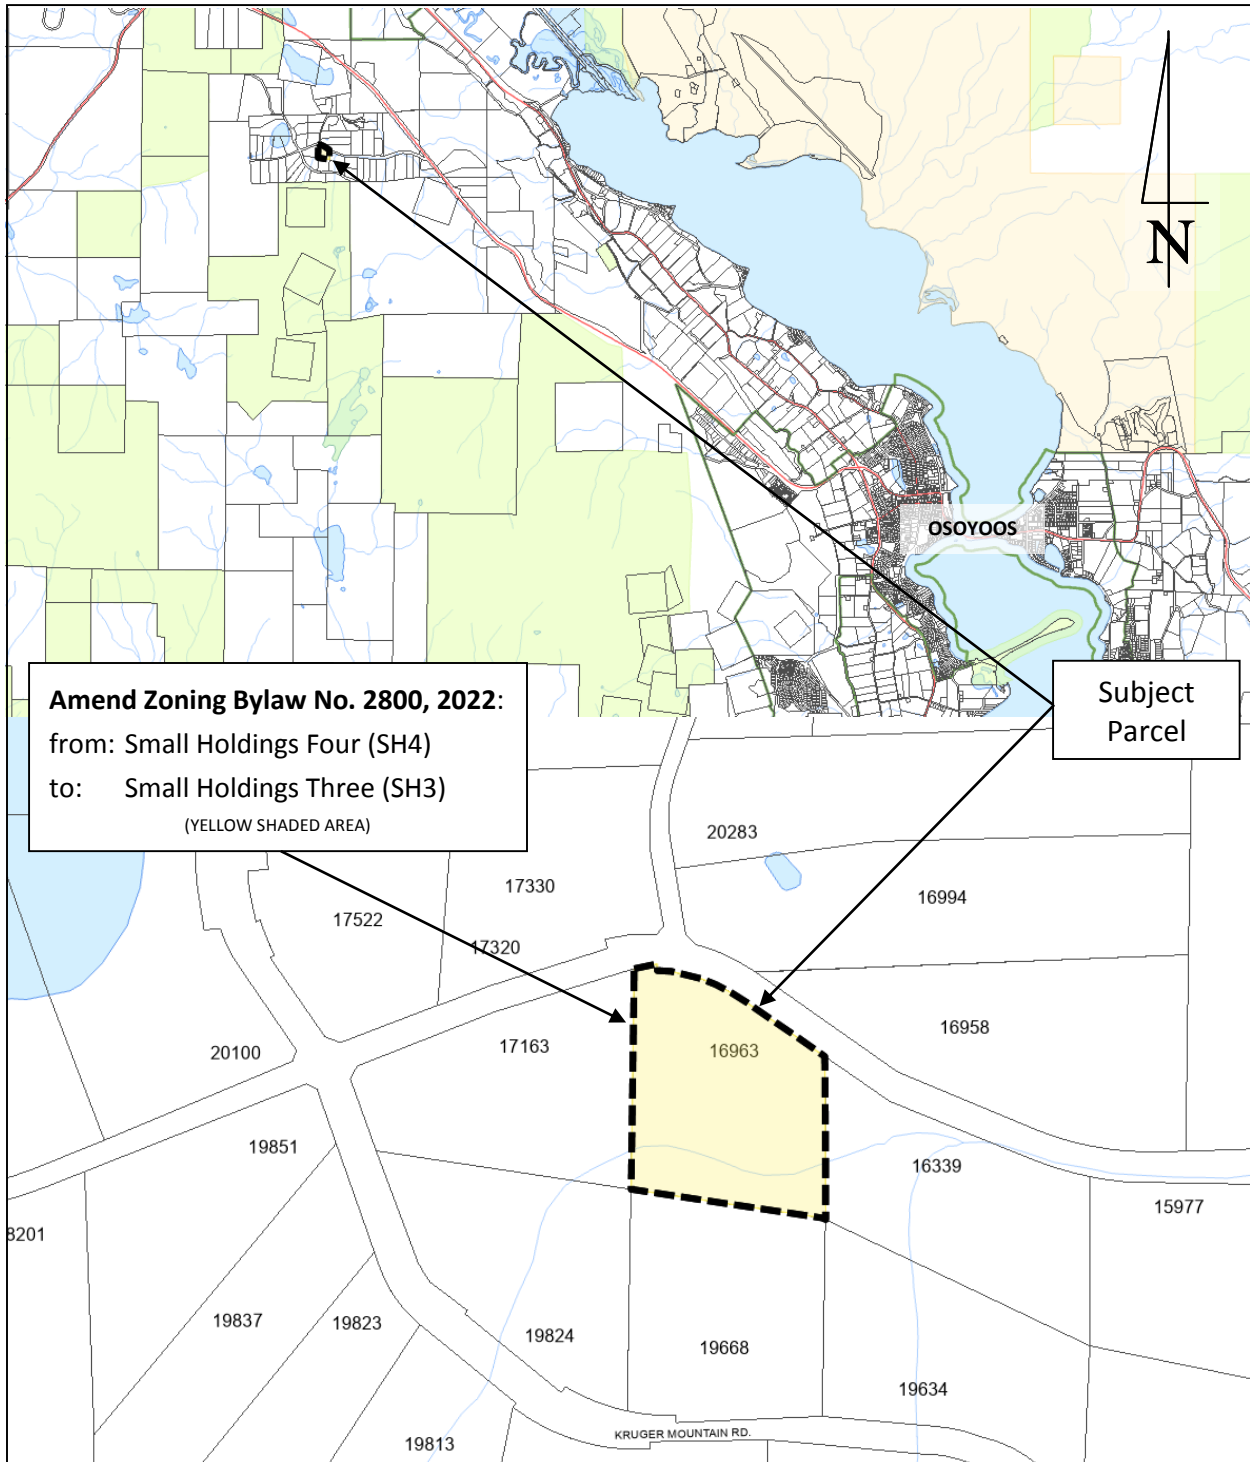 N
OSOYOOS
Amend Zoning Bylaw No. 2800, 2022:
from: Small Holdings Four (SH4)
to: Small Holdings Three (SH3)
(YELLOW SHADED AREA)
Subject
Parcel
20283
17330
16994
17522
17320
16958
20100
17163
16963
19851
16339
15977
8201
19837
19823
19824
19668
19634
19813
KRUGER MOUNTAIN RD.